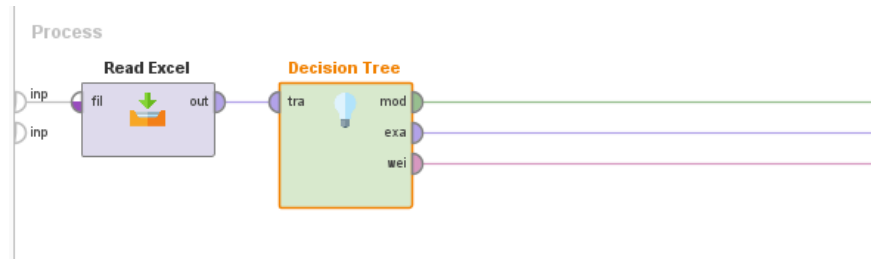 Process
Read Excel
Decision Tree
inp
fil
out
tra
mod
inp
exa
wei